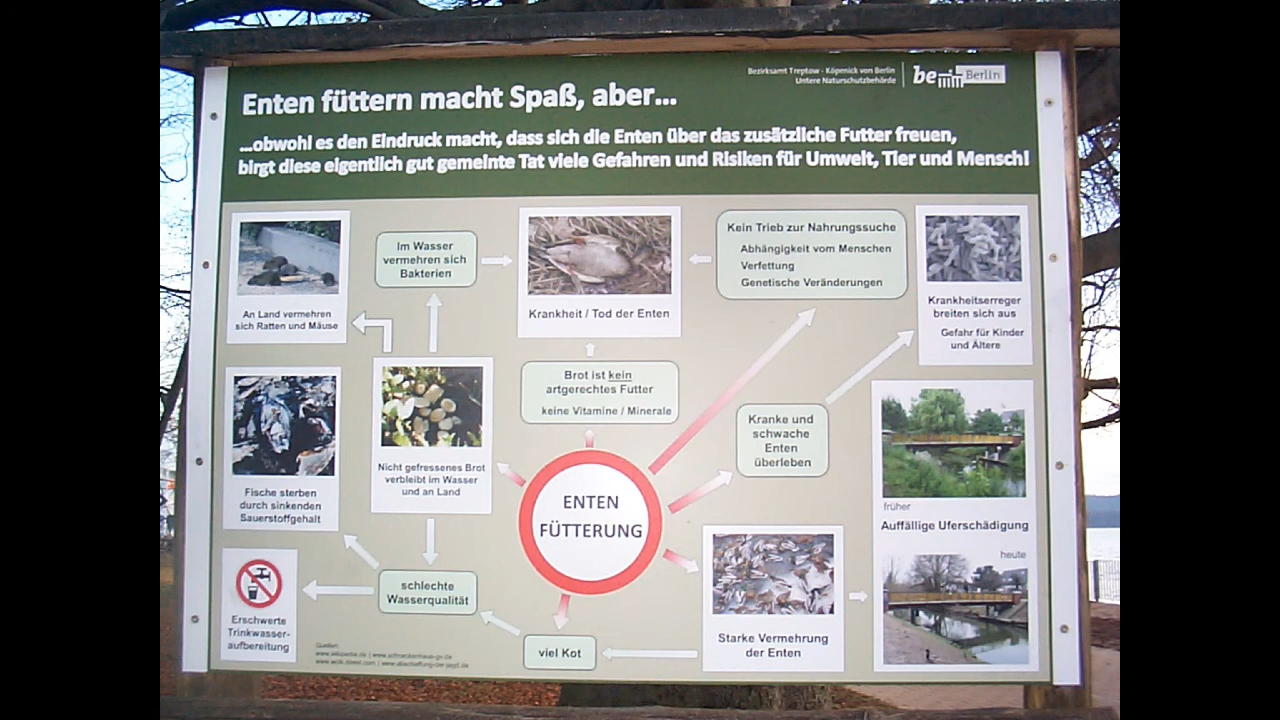 Bezirksamt Treptow - Köpenick von Berlin
Untere Naturschutzbehörde
be Berlin
Enten füttern macht Spaß, aber...
...obwohl es den Eindruck macht, dass sich die Enten über das zusätzliche Futter freuen,
birgt diese eigentlich gut gemeinte Tat viele Gefahren und Risiken für Umwelt, Tier und Mensch!
An Land vermehren
sich Ratten und Mäuse
Im Wasser
vermehren sich
Bakterien
Krankheit / Tod der Enten
Kein Trieb zur Nahrungssuche
Abhängigkeit vom Menschen
Verfettung
Genetische Veränderungen
Krankheitserreger
breiten sich aus
Gefahr für Kinder
und Ältere
Fische sterben
durch sinkenden
Sauerstoffgehalt
Nicht gefressenes Brot
verbleibt im Wasser
und an Land
Brot ist kein
artgerechtes Futter
keine Vitamine / Minerale
Kranke und
schwache
Enten
überleben
früher
Auffällige Uferschädigung
heute
ENTEN
FÜTTERUNG
Erschwerte
Trinkwasser-
aufbereitung
schlechte
Wasserqualität
viel Kot
Starke Vermehrung
der Enten
Quellen: